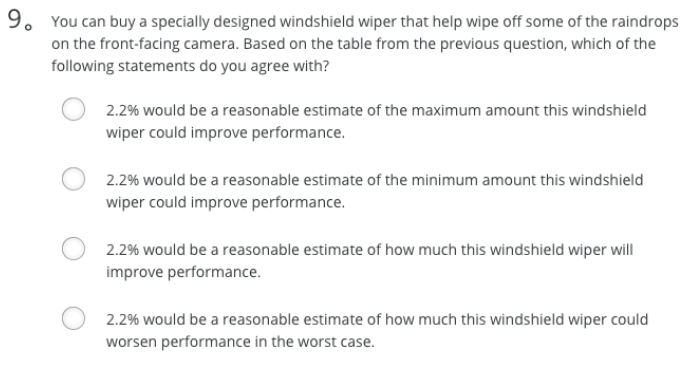 9. You can buy a specially designed windshield wiper that help wipe off some of the raindrops
on the front-facing camera. Based on the table from the previous question, which of the
following statements do you agree with?
2.2% would be a reasonable estimate of the maximum amount this windshield
wiper could improve performance.
2.2% would be a reasonable estimate of the minimum amount this windshield
wiper could improve performance.
2.2% would be a reasonable estimate of how much this windshield wiper will
improve performance.
2.2% would be a reasonable estimate of how much this windshield wiper could
worsen performance in the worst case.